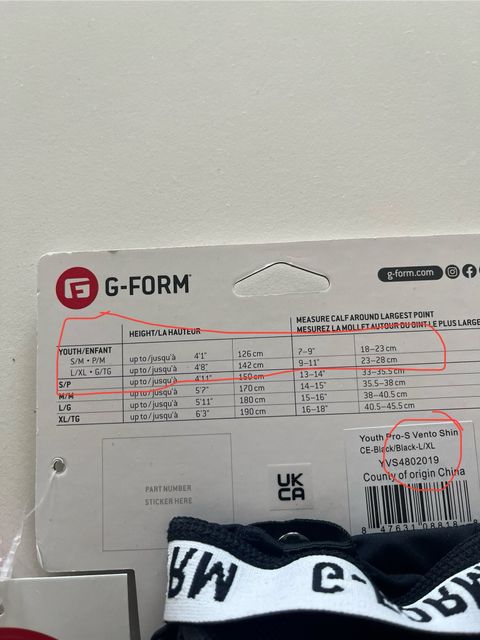 G-FORM
g-form.com
HEIGHT/LA HAUTEUR
MEASURE CALF AROUND LARGEST POINT
MESUREZ LA MOLLET AUTOUR DU LE PLUS LARGE
YOUTH/ENFANT
S/M • P/M up to/jusqu'à 4'1" 126 cm 7–9" 18–23 cm
L/XL • G/TG up to/jusqu'à 4'8" 142 cm 9–11" 23–28 cm
S/P up to/jusqu'à 4'11" 150 cm 13–14" 33–35.5 cm
M/M up to/jusqu'à 5'7" 170 cm 14–15" 35.5–38 cm
L/G up to/jusqu'à 5'11" 180 cm 15–16" 38–40.5 cm
XL/TG up to/jusqu'à 6'3" 190 cm 16–18" 40.5–45.5 cm
PART NUMBER
STICKER HERE
UK
CA
Youth Pro-S Vento Shin
CE-Black/Black-L/XL
YVS4802019
County of origin China
8 47631 08818
RM G-FORM